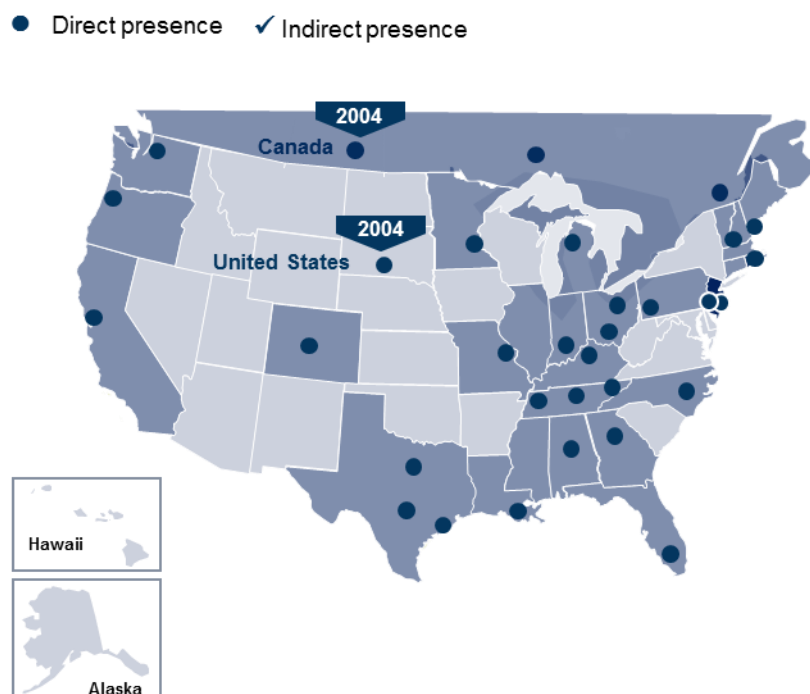 Direct presence ✓ Indirect presence
2004
Canada
2004
United States
Hawaii
Alaska